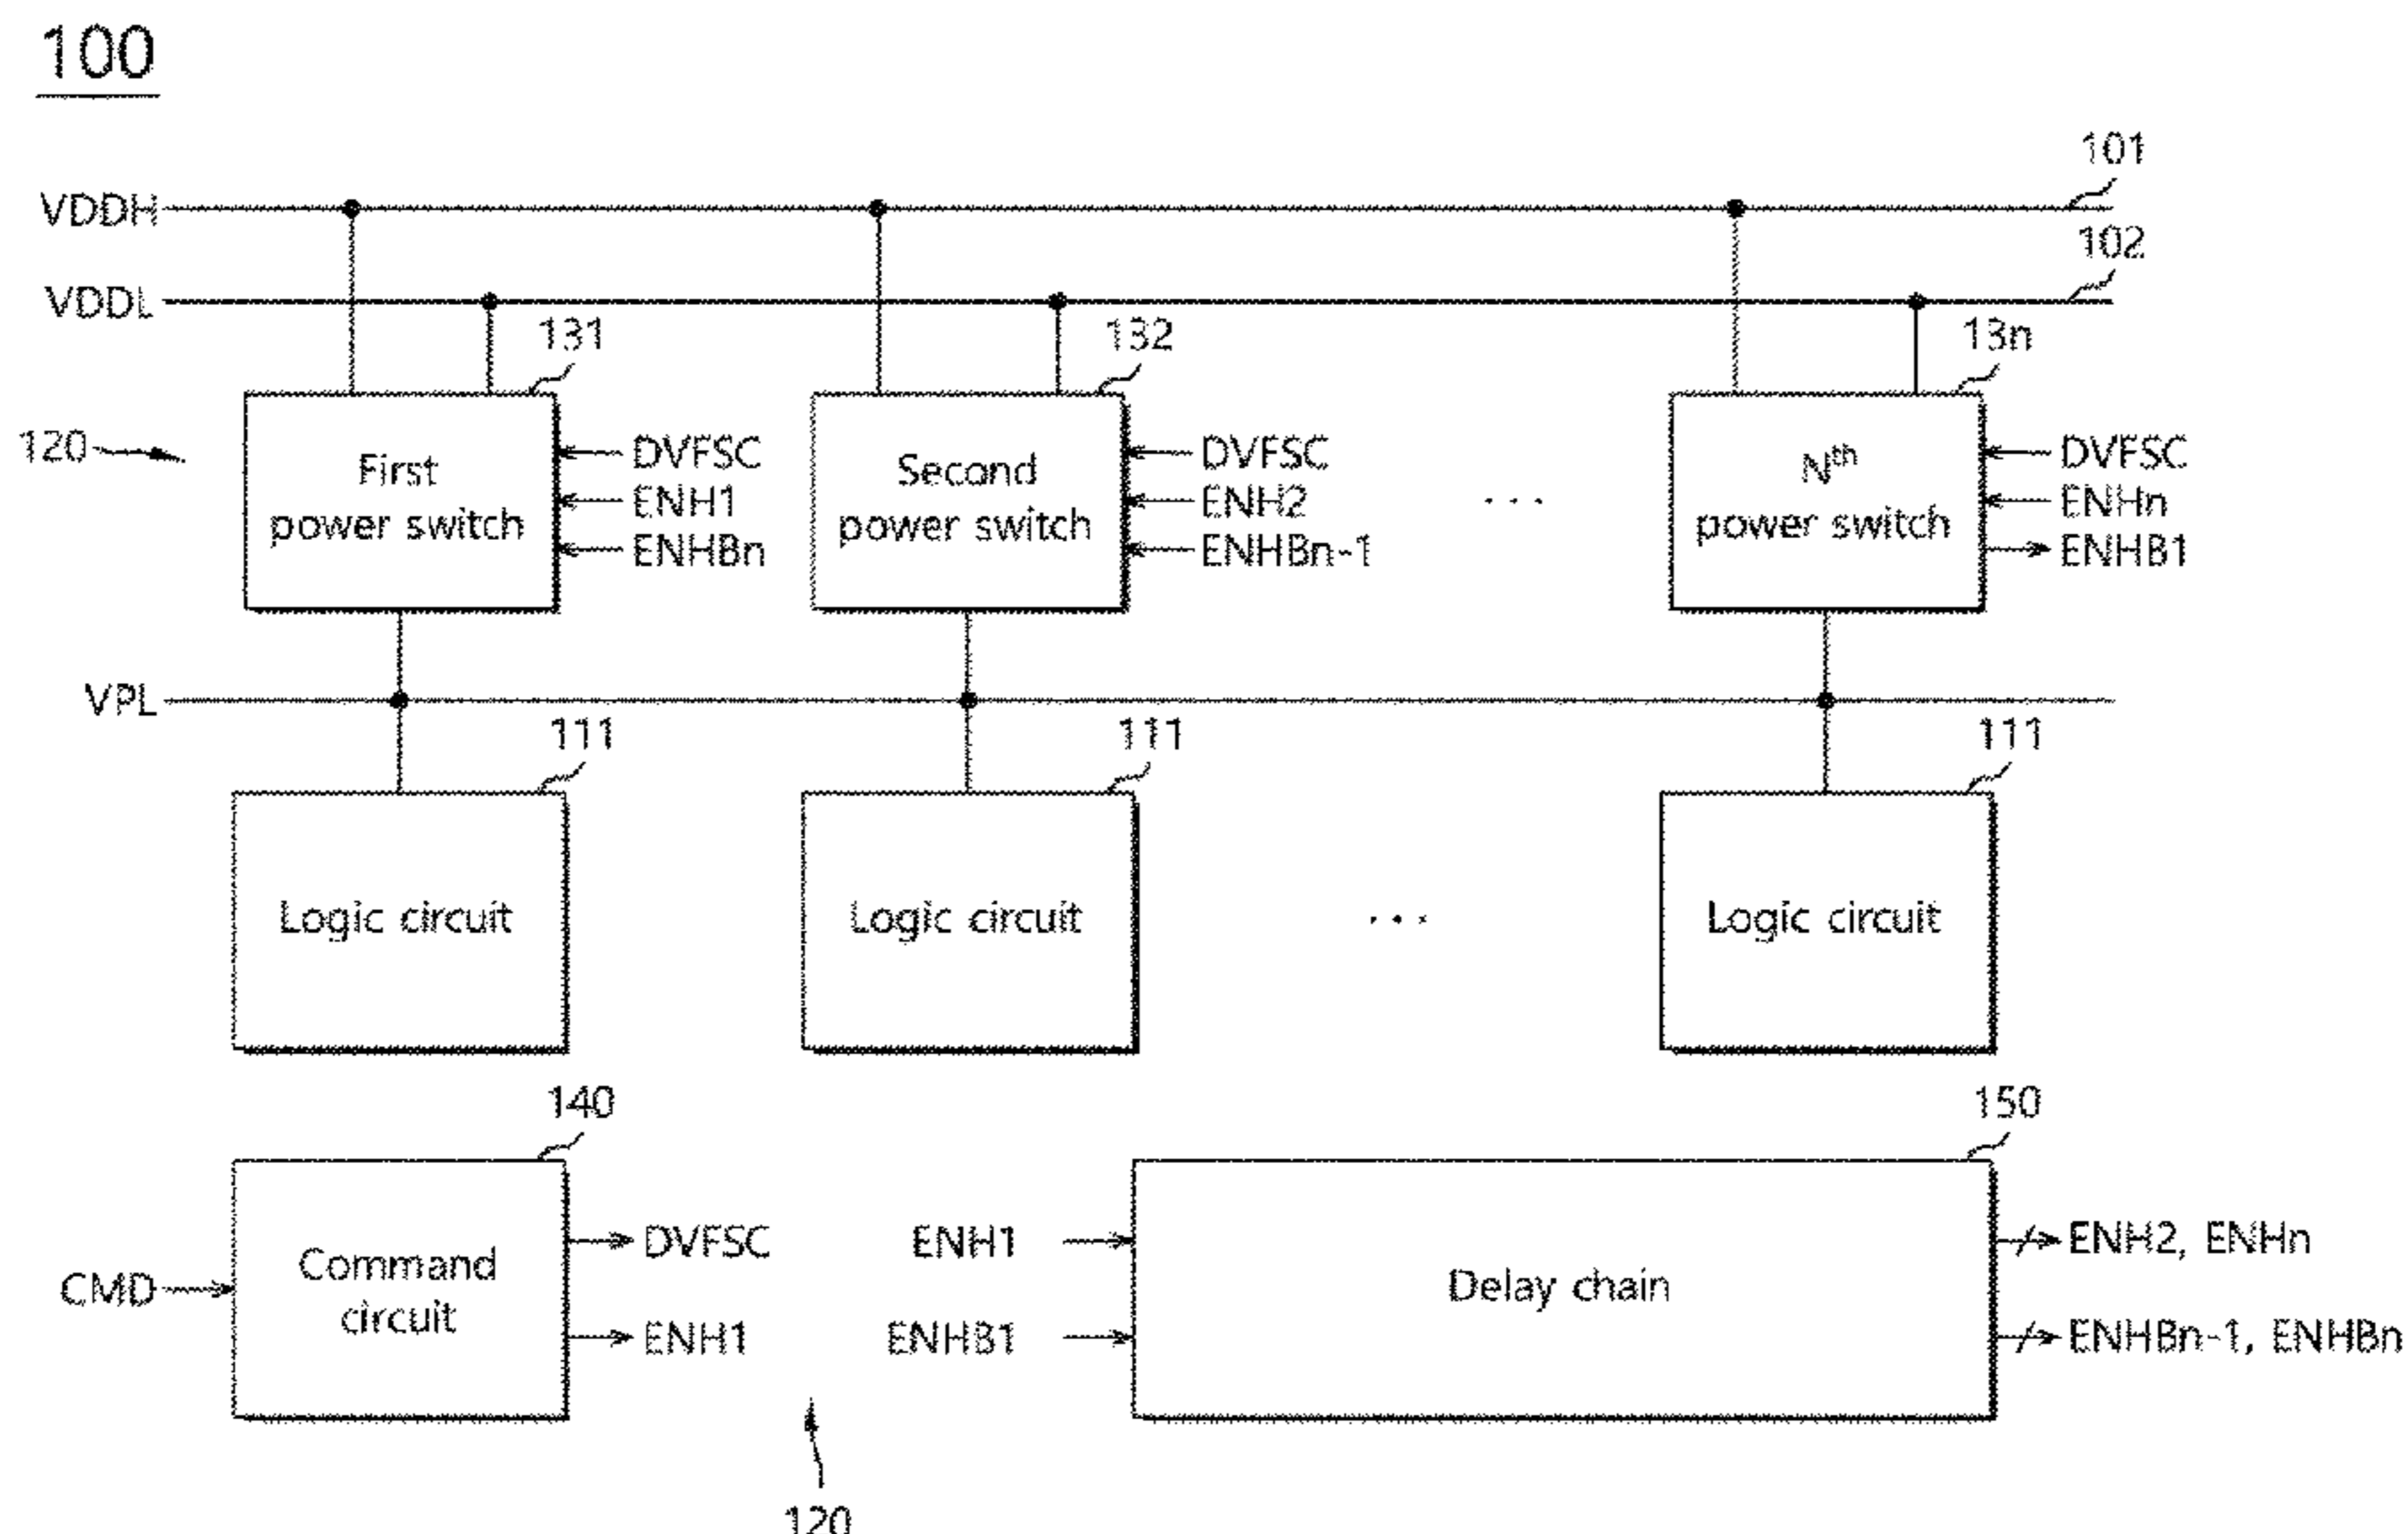 100
101
VDDH
102
VDDL
131
132
13n
120
First
power switch
DVFSC
ENH1
ENHBn
Second
power switch
DVFSC
ENH2
ENHBn-1
...
Nth
power switch
DVFSC
ENHn
ENHB1
VPL
111
111
111
Logic circuit
Logic circuit
...
Logic circuit
140
150
CMD
Command
circuit
DVFSC
ENH1
ENH1
ENHB1
Delay chain
ENH2, ENHn
ENHBn-1, ENHBn
120